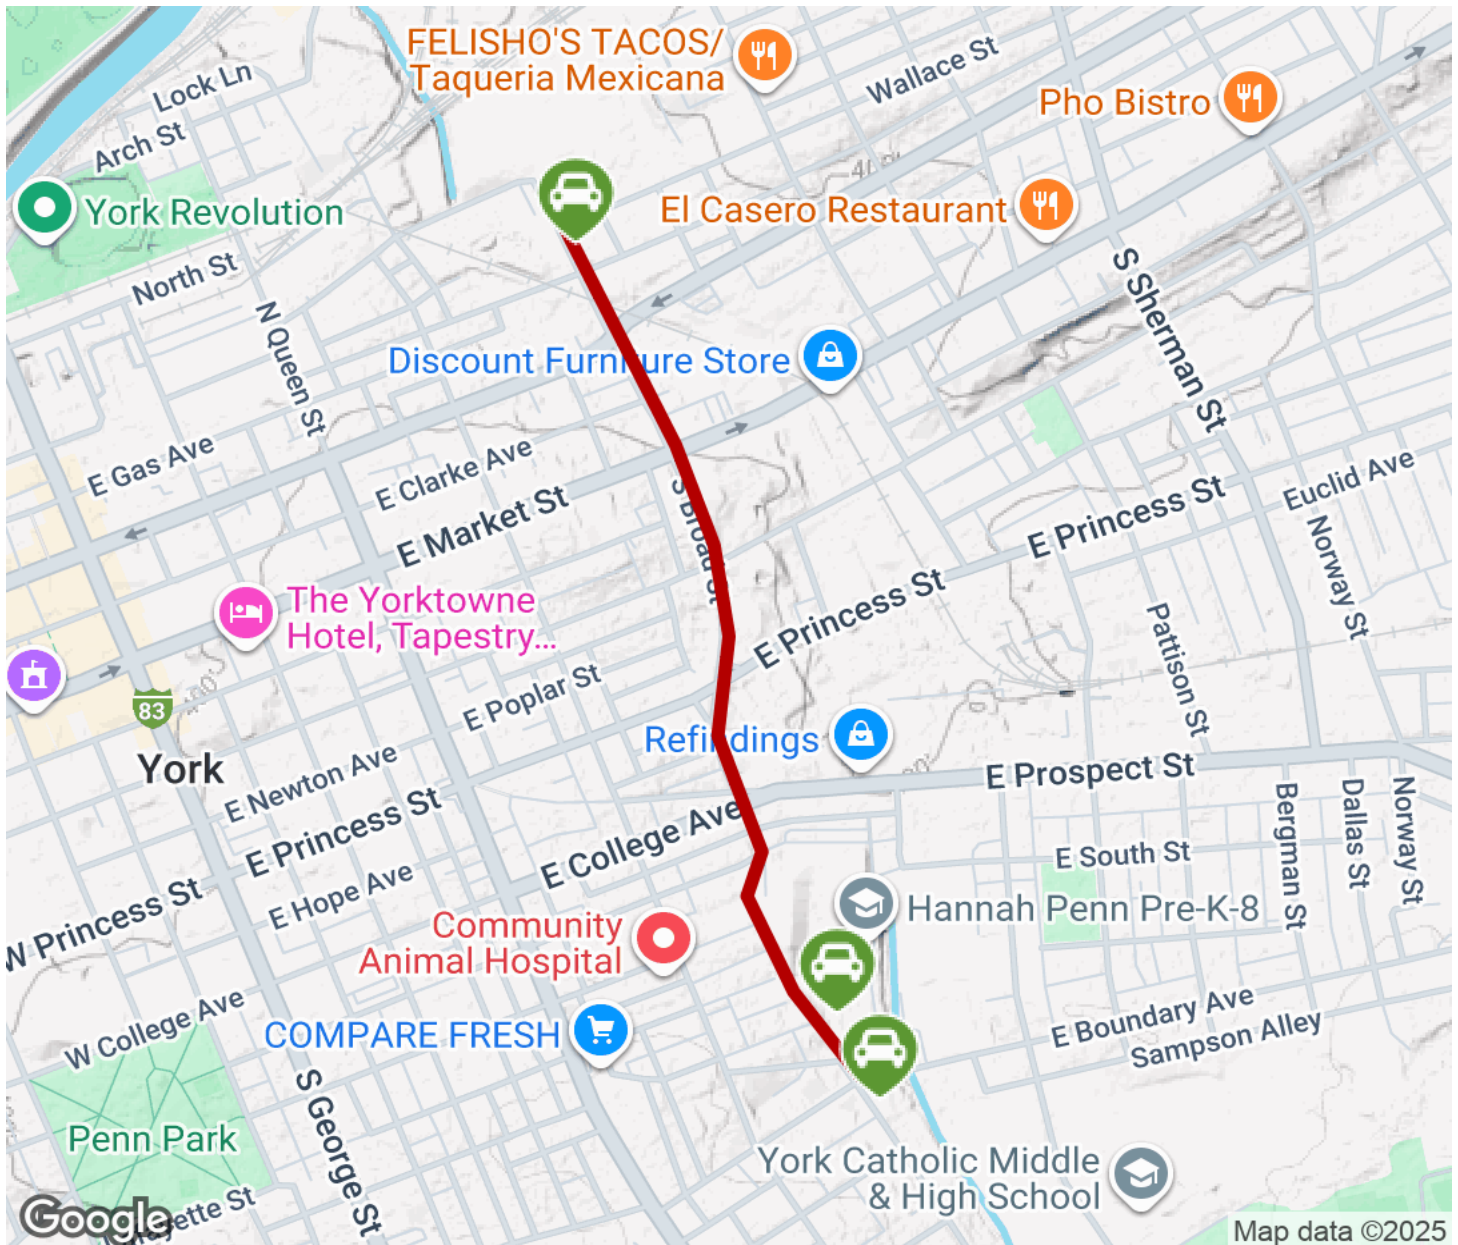 FELISHO'S TACOS/
Taqueria Mexicana
Wallace St
Lock Ln
Pho Bistro
Arch St
York Revolution
El Casero Restaurant
North St
S Sherman St
N Queen St
Discount Furniture Store
E Gas Ave
E Clarke Ave
E Market St
S Broad St
E Princess St
Euclid Ave
Norway St
The Yorktowne
Hotel, Tapestry...
E Princess St
Pattison St
E Poplar St
83
York
Refindings
E Newton Ave
E Prospect St
E Princess St
E College Ave
Bergman St
Dallas St
Norway St
E South St
E Hope Ave
W Princess St
Hannah Penn Pre-K-8
Community
Animal Hospital
W College Ave
COMPARE FRESH
E Boundary Ave
Sampson Alley
S George St
Penn Park
York Catholic Middle
& High School
Google
Map data ©2025